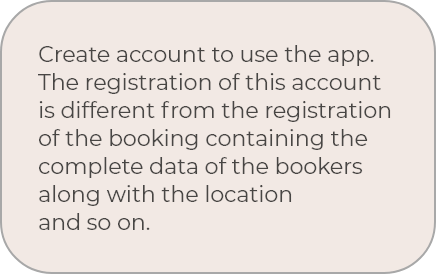 Create account to use the app.
The registration of this account
is different from the registration
of the booking containing the
complete data of the bookers
along with the location
and so on.